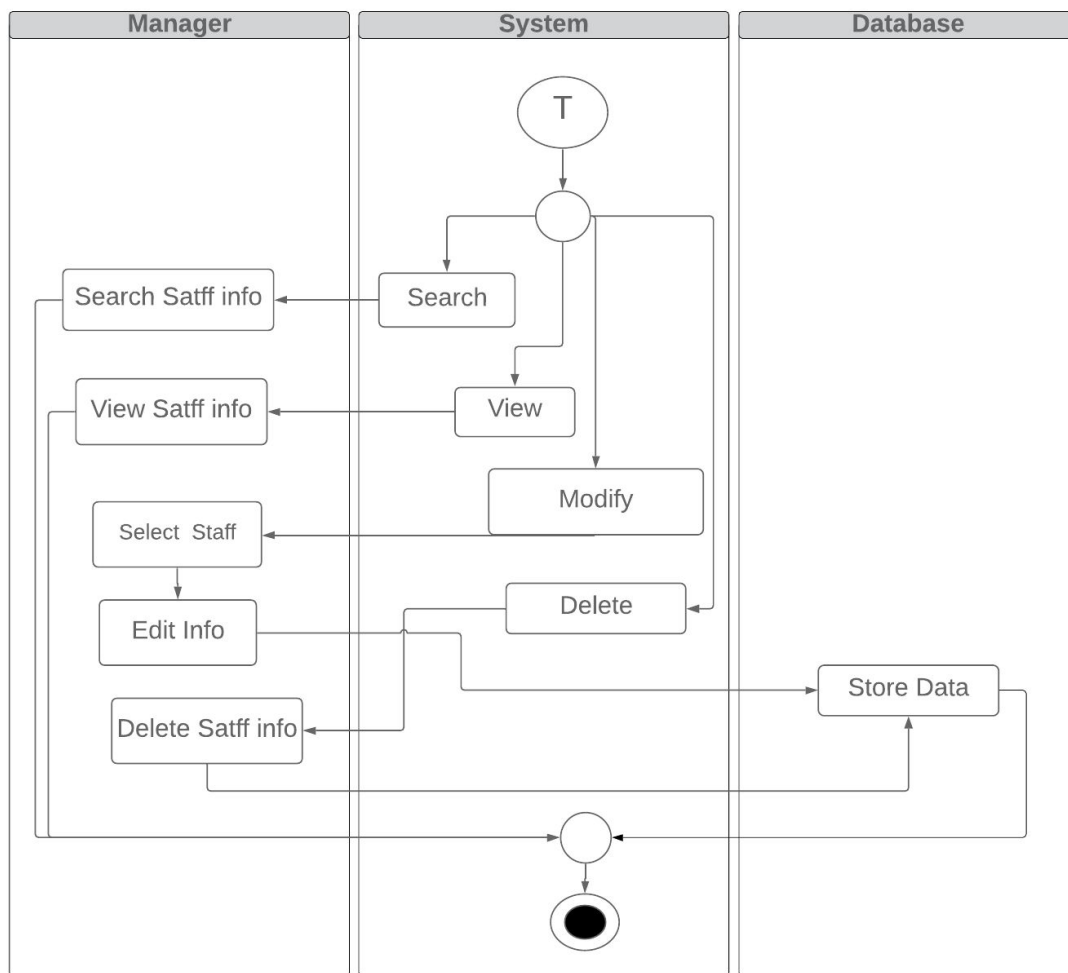 Manager
System
Database
T
Search Satff info
Search
View Satff info
View
Modify
Select Staff
Delete
Edit Info
Store Data
Delete Satff info